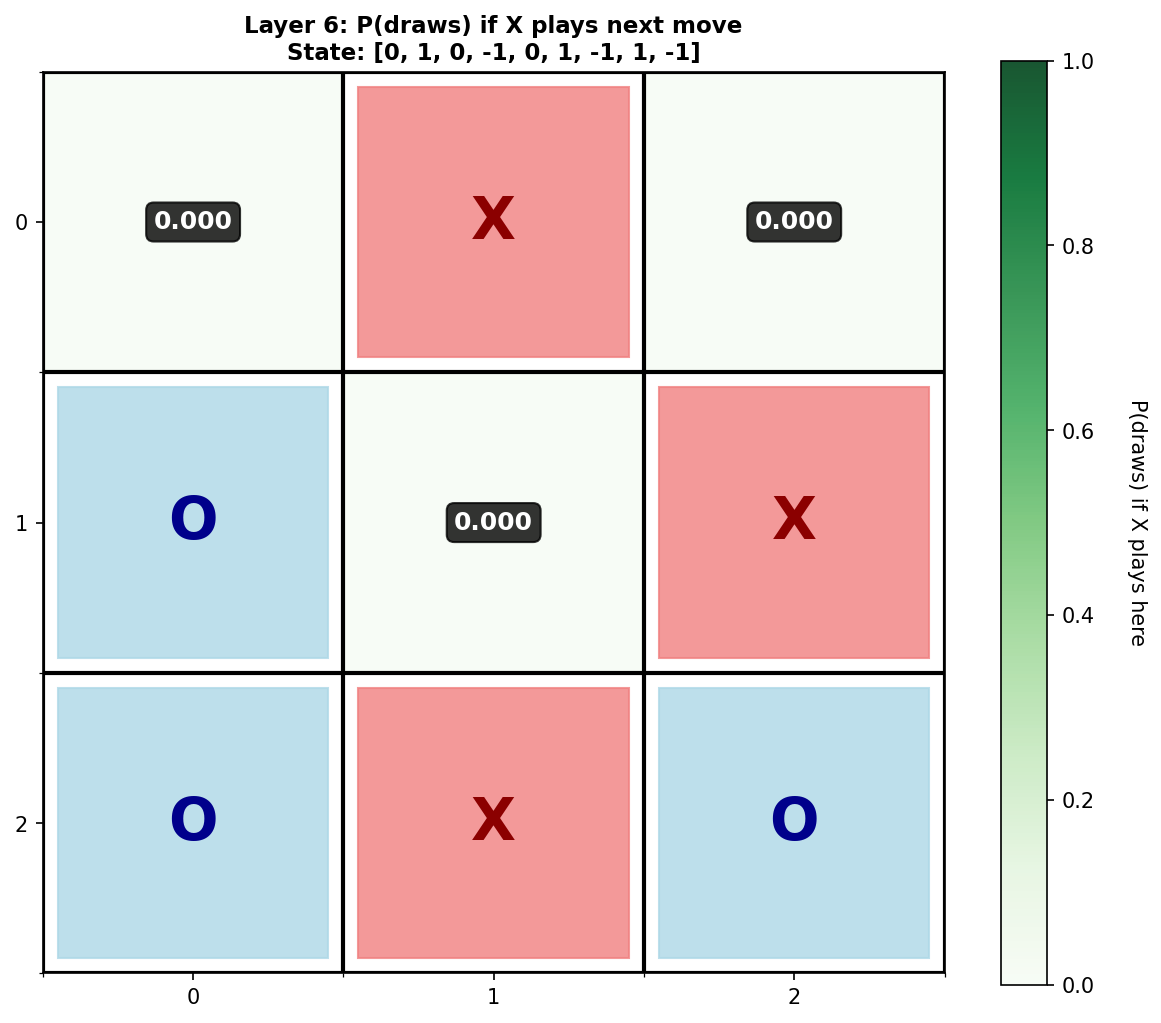 Layer 6: P(draws) if X plays next move
State: [0, 1, 0, -1, 0, 1, -1, 1, -1]
0.000 X 0.000
O 0.000 X
O X O
0
1
2
0 1 2
1.0
0.8
0.6
0.4
0.2
0.0
P(draws) if X plays here